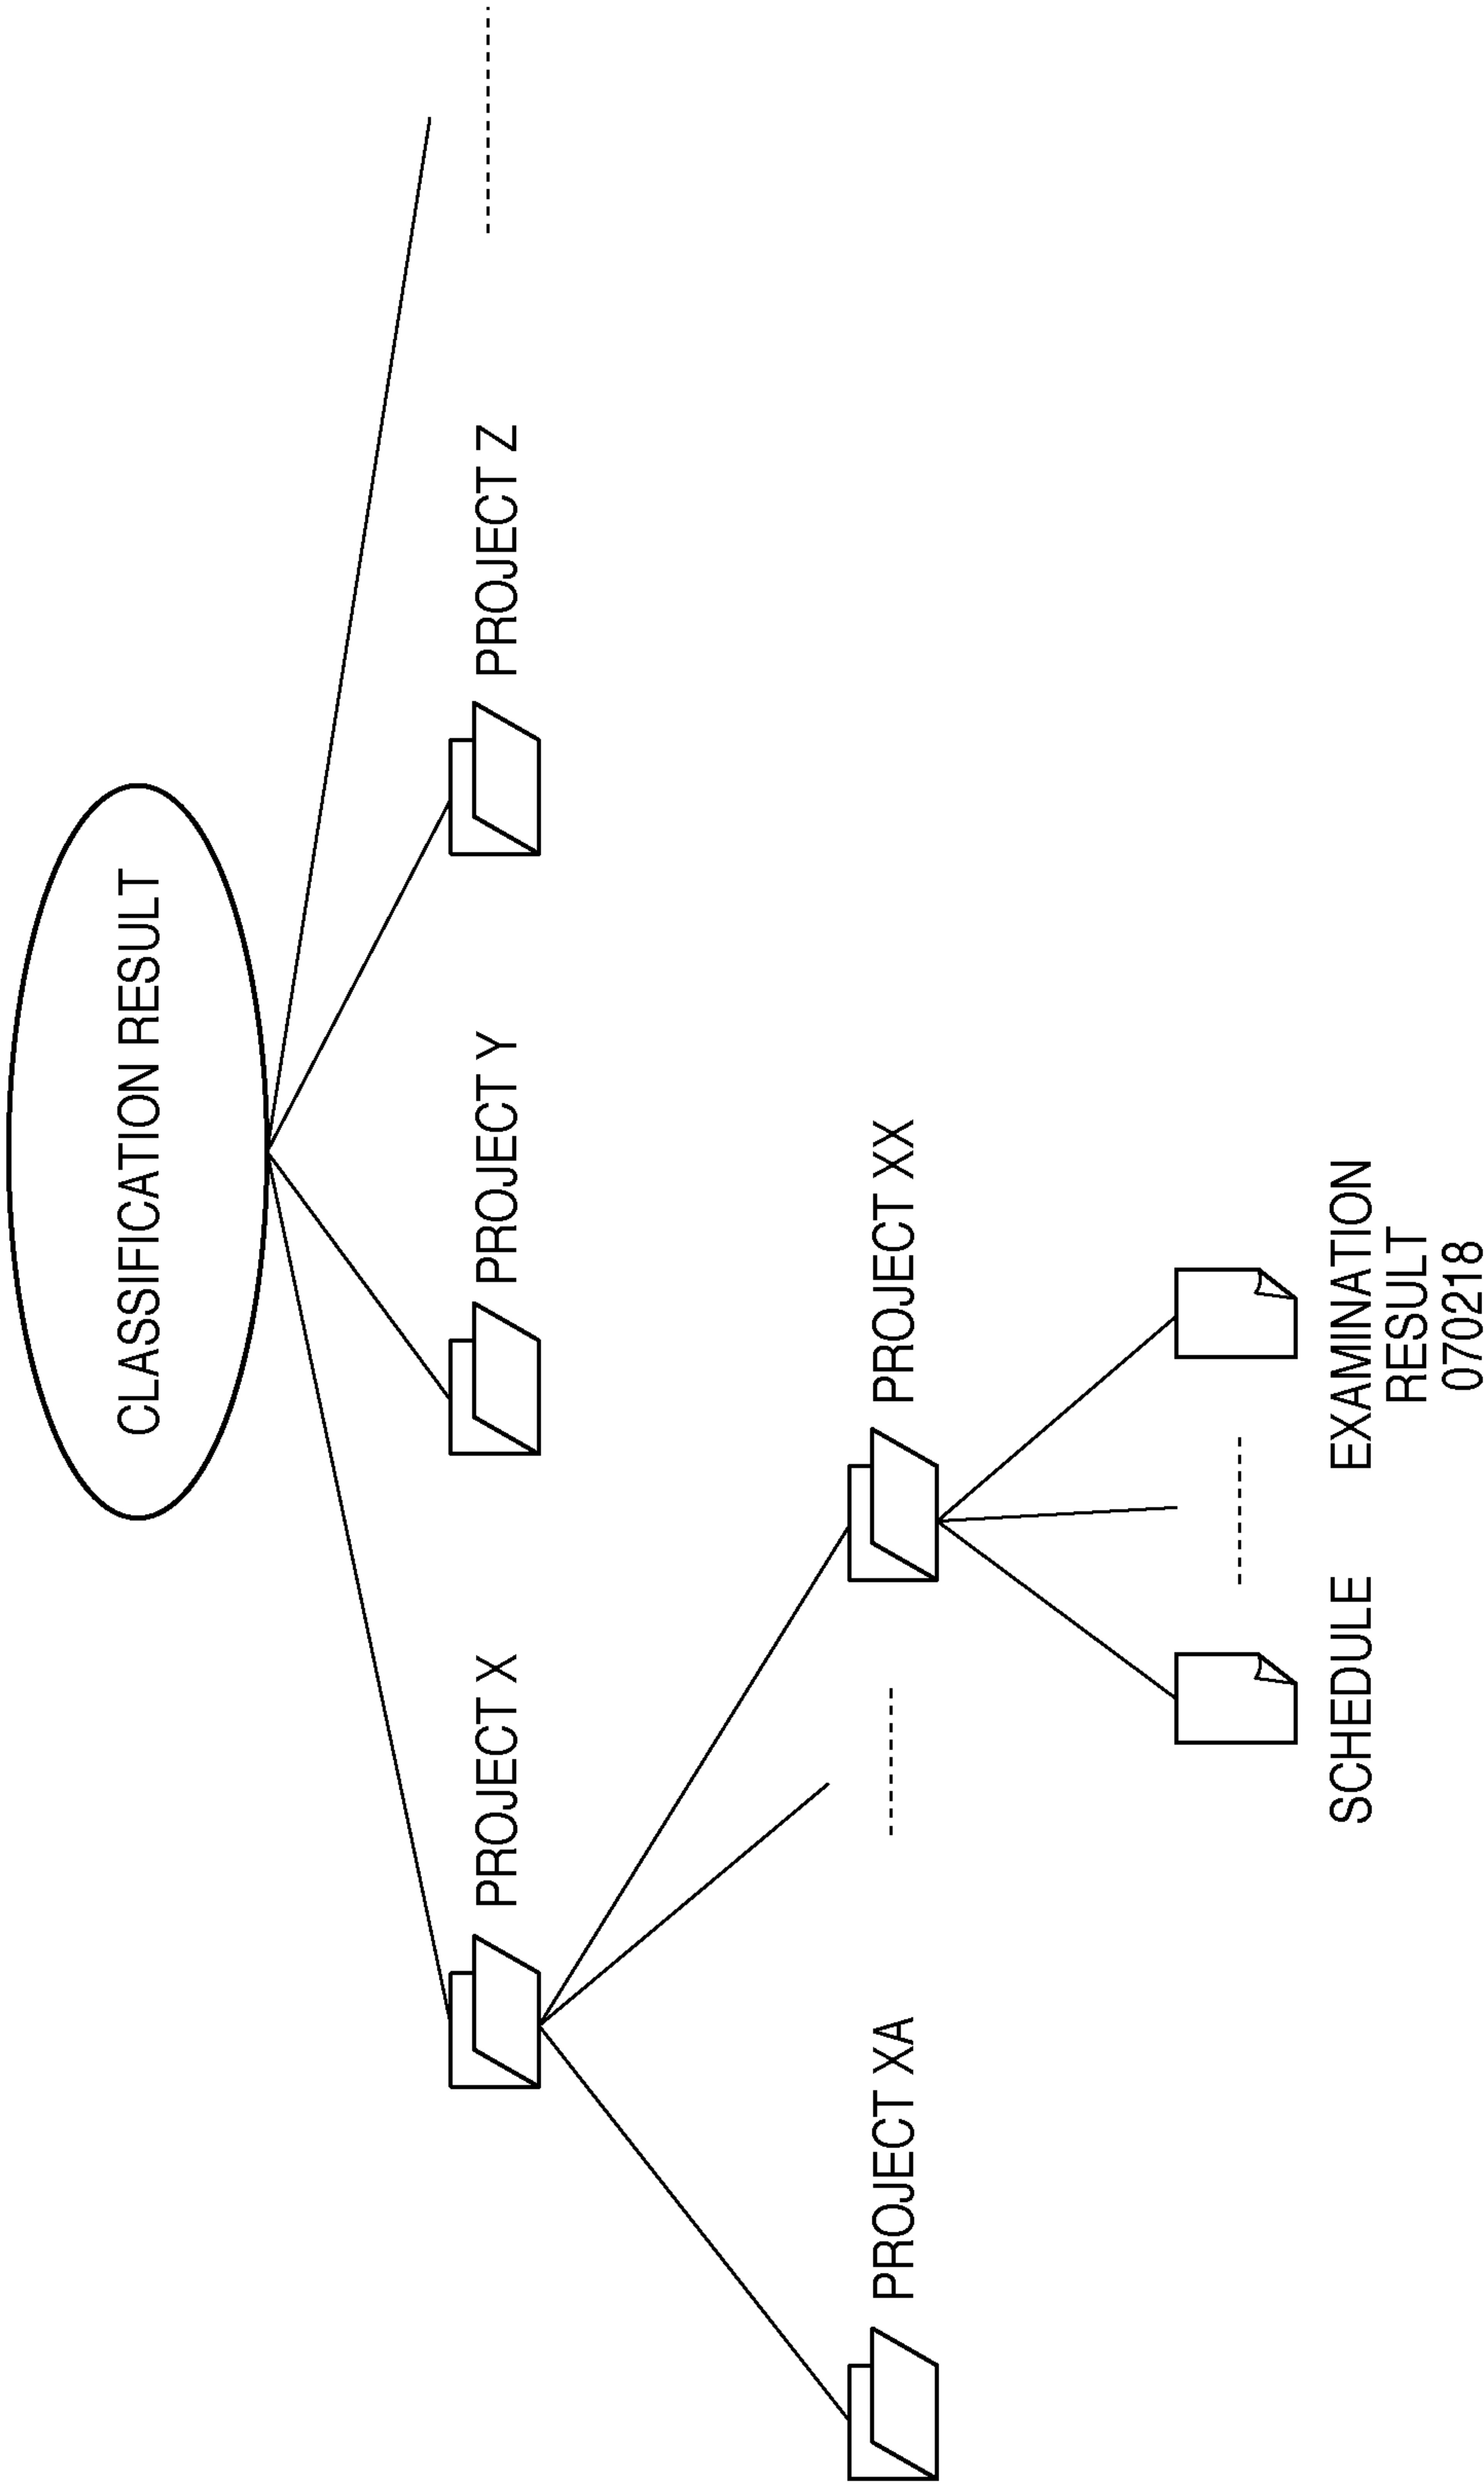 CLASSIFICATION RESULT
PROJECT X
PROJECT Y
PROJECT Z
PROJECT XA
PROJECT XX
SCHEDULE
EXAMINATION
RESULT
070218